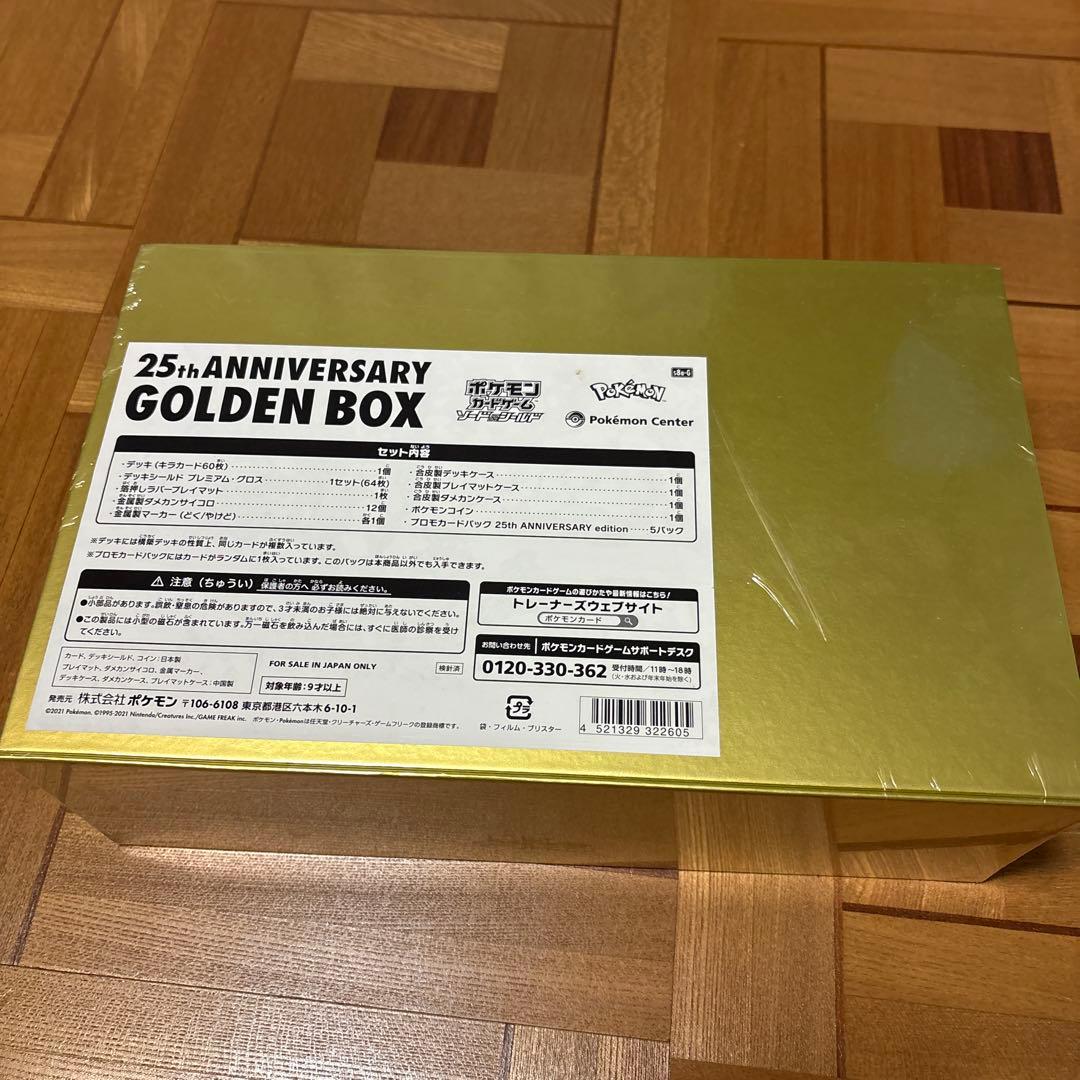 25th ANNIVERSARY
GOLDEN BOX
ポケモン
カードゲーム
ソード&シールド
s8a-G
POKÉMON
Pokémon Center
セット内容
・デッキ(キラカード60枚)……1個
・デッキシールド プレミアム・グロス……1セット(64枚)
・箔押しラバープレイマット……1枚
・金属製ダメカンサイコロ……12個
・金属製マーカー(どく/やけど)……各1個
・合皮製デッキケース……1個
・合皮製プレイマットケース……1個
・合皮製ダメカンケース……1個
・ポケモンコイン……1個
・プロモカードパック 25th ANNIVERSARY edition……5パック
※デッキには構築デッキの性質上、同じカードが複数入っています。
※プロモカードパックにはカードがランダムに1枚入っています。このパックは本商品以外でも入手できます。
⚠ 注意(ちゅうい) 保護者の方へ 必ずお読みください。
●小部品があります。誤飲・窒息の危険がありますので、3才未満のお子様には絶対に与えないでください。
●この製品には小型の磁石が含まれています。万一磁石を飲み込んだ場合には、すぐに医師の診察を受け
てください。
ポケモンカードゲームの遊びかたや最新情報はこちら!
トレーナーズウェブサイト
ポケモンカード
お問い合わせ先 ポケモンカードゲームサポートデスク
0120-330-362 受付時間/11時~18時
(火・水および年末年始を除く)
カード、デッキシールド、コイン:日本製
プレイマット、ダメカンサイコロ、金属マーカー、
デッキケース、ダメカンケース、プレイマットケース:中国製
FOR SALE IN JAPAN ONLY
検針済
対象年齢:9才以上
発売元 株式会社 ポケモン 〒106-6108 東京都港区六本木6-10-1
©2021 Pokémon. ©1995-2021 Nintendo/Creatures Inc./GAME FREAK inc. ポケモン・Pokémonは任天堂・クリーチャーズ・ゲームフリークの登録商標です。
プラ
袋・フィルム・ブリスター
4 521329 322605